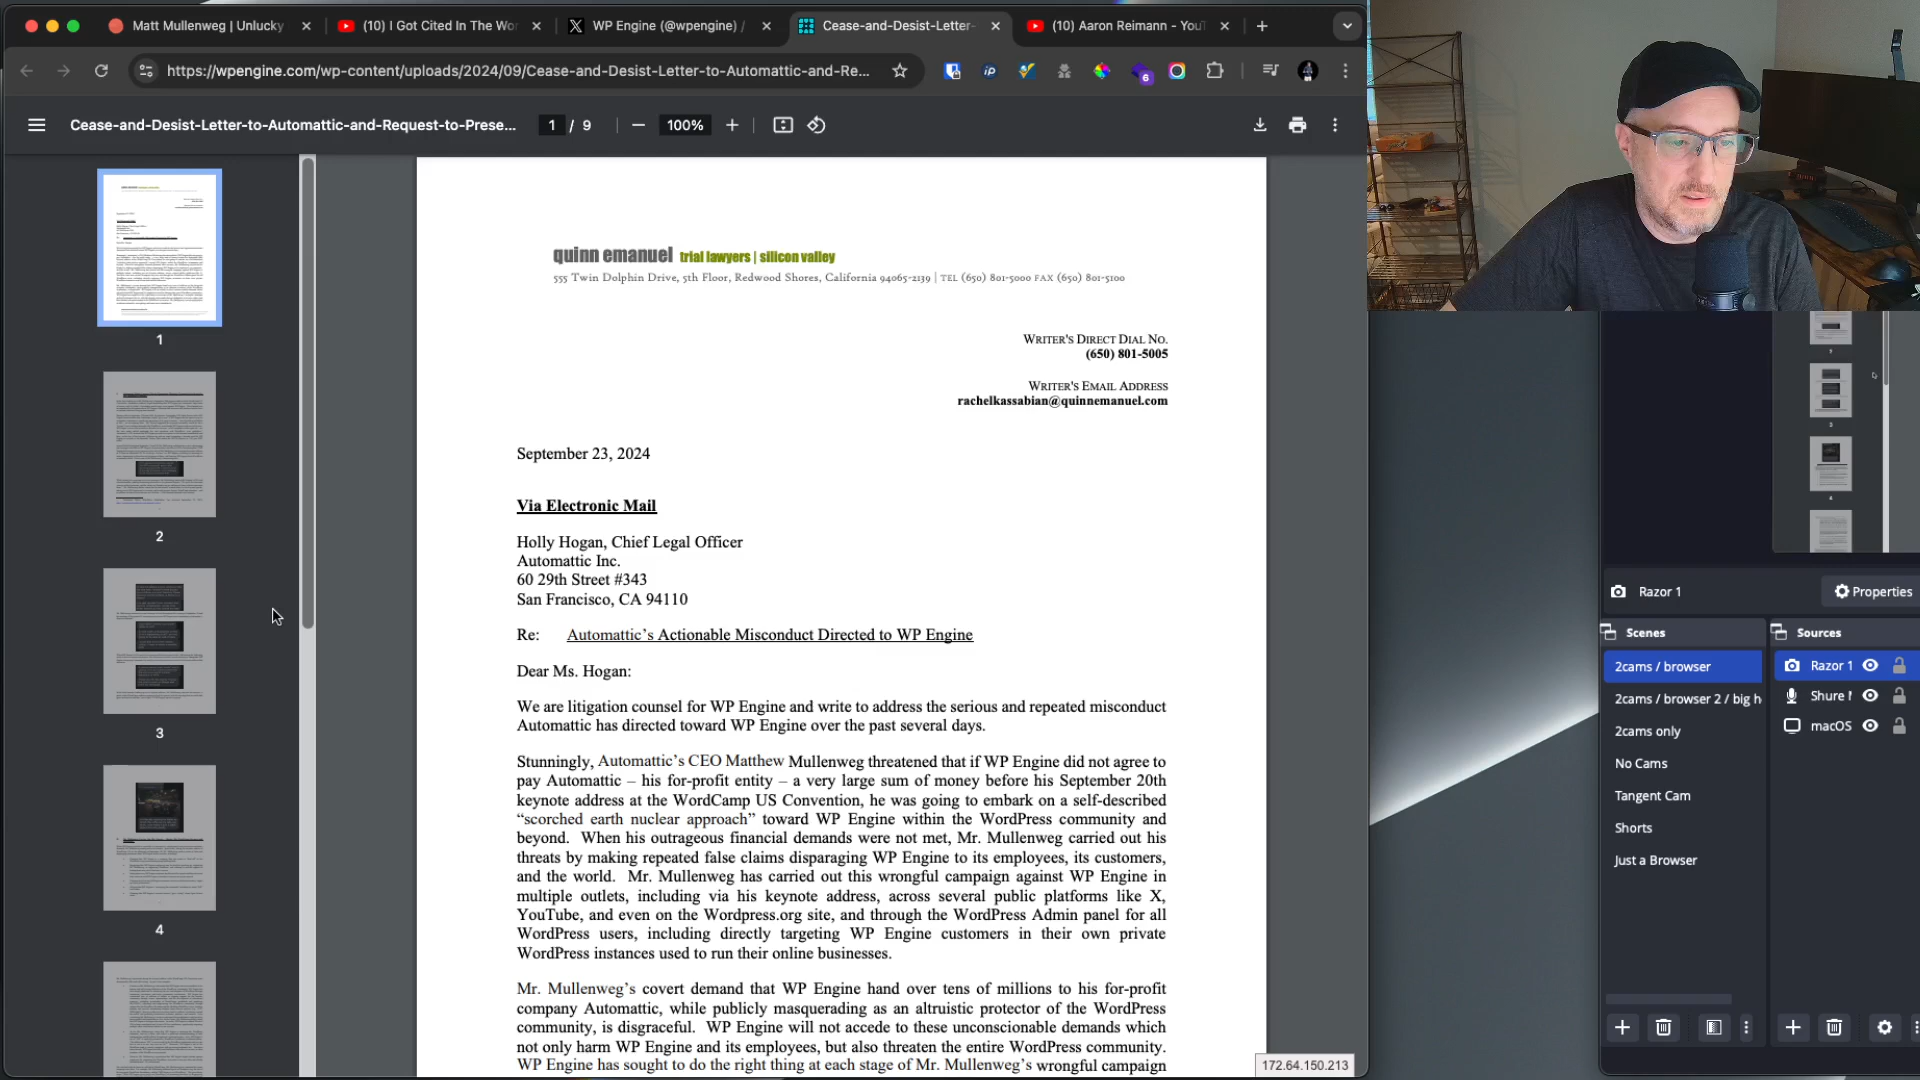 Matt Mullenweg | Unlucky
(10) I Got Cited In The Wor
WP Engine (@wpengine) /
Cease-and-Desist-Letter-
(10) Aaron Reimann - YouT
https://wpengine.com/wp-content/uploads/2024/09/Cease-and-Desist-Letter-to-Automattic-and-Re...
6
Cease-and-Desist-Letter-to-Automattic-and-Request-to-Prese...
1 / 9
100%
1
2
3
4
quinn emanuel trial lawyers | silicon valley
555 Twin Dolphin Drive, 5th Floor, Redwood Shores, California 94065-2139 | TEL (650) 801-5000 FAX (650) 801-5100
WRITER'S DIRECT DIAL NO.
(650) 801-5005
WRITER'S EMAIL ADDRESS
rachelkassabian@quinnemanuel.com
September 23, 2024
Via Electronic Mail
Holly Hogan, Chief Legal Officer
Automattic Inc.
60 29th Street #343
San Francisco, CA 94110
Re: Automattic's Actionable Misconduct Directed to WP Engine
Dear Ms. Hogan:
We are litigation counsel for WP Engine and write to address the serious and repeated misconduct
Automattic has directed toward WP Engine over the past several days.
Stunningly, Automattic's CEO Matthew Mullenweg threatened that if WP Engine did not agree to
pay Automattic – his for-profit entity – a very large sum of money before his September 20th
keynote address at the WordCamp US Convention, he was going to embark on a self-described
“scorched earth nuclear approach” toward WP Engine within the WordPress community and
beyond. When his outrageous financial demands were not met, Mr. Mullenweg carried out his
threats by making repeated false claims disparaging WP Engine to its employees, its customers,
and the world. Mr. Mullenweg has carried out this wrongful campaign against WP Engine in
multiple outlets, including via his keynote address, across several public platforms like X,
YouTube, and even on the Wordpress.org site, and through the WordPress Admin panel for all
WordPress users, including directly targeting WP Engine customers in their own private
WordPress instances used to run their online businesses.
Mr. Mullenweg's covert demand that WP Engine hand over tens of millions to his for-profit
company Automattic, while publicly masquerading as an altruistic protector of the WordPress
community, is disgraceful. WP Engine will not accede to these unconscionable demands which
not only harm WP Engine and its employees, but also threaten the entire WordPress community.
WP Engine has sought to do the right thing at each stage of Mr. Mullenweg's wrongful campaign
172.64.150.213
Razor 1
Properties
Scenes
2cams / browser
2cams / browser 2 / big h
2cams only
No Cams
Tangent Cam
Shorts
Just a Browser
Sources
Razor 1
Shure
macOS